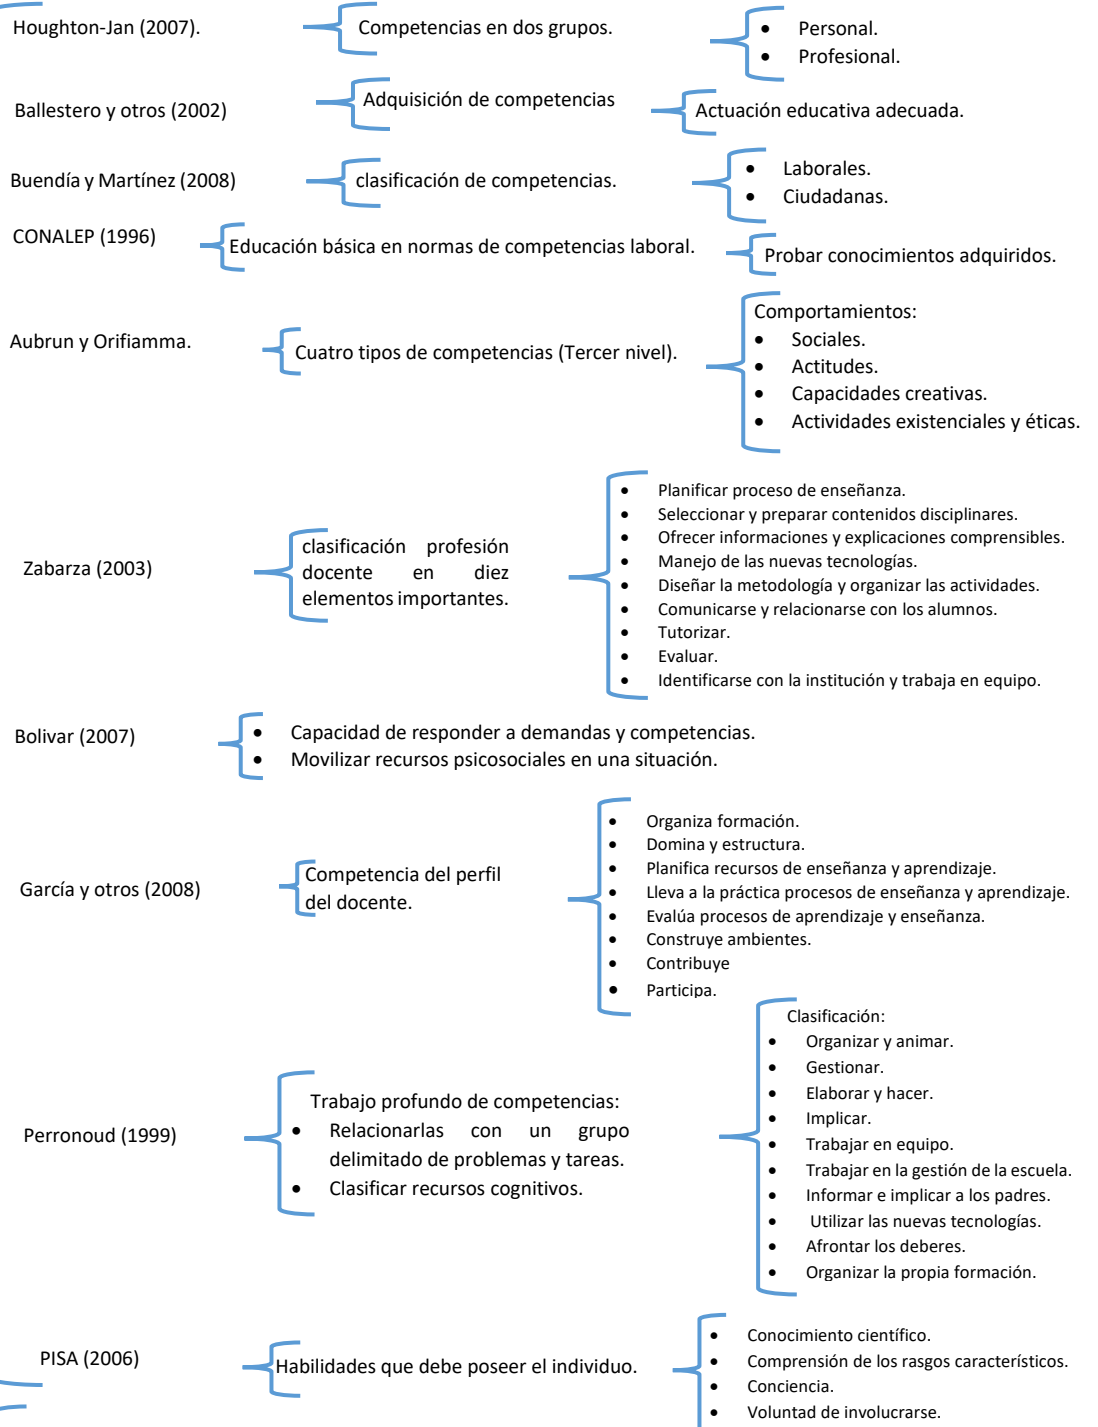 Houghton-Jan (2007).
Competencias en dos grupos.
• Personal.
• Profesional.
Ballestero y otros (2002)
Adquisición de competencias
Actuación educativa adecuada.
Buendía y Martínez (2008)
clasificación de competencias.
• Laborales.
• Ciudadanas.
CONALEP (1996)
Educación básica en normas de competencias laboral.
Probar conocimientos adquiridos.
Aubrun y Orifiamma.
Cuatro tipos de competencias (Tercer nivel).
Comportamientos:
• Sociales.
• Actitudes.
• Capacidades creativas.
• Actividades existenciales y éticas.
Zabarza (2003)
clasificación profesión
docente en diez
elementos importantes.
• Planificar proceso de enseñanza.
• Seleccionar y preparar contenidos disciplinares.
• Ofrecer informaciones y explicaciones comprensibles.
• Manejo de las nuevas tecnologías.
• Diseñar la metodología y organizar las actividades.
• Comunicarse y relacionarse con los alumnos.
• Tutorizar.
• Evaluar.
• Identificarse con la institución y trabaja en equipo.
Bolivar (2007)
• Capacidad de responder a demandas y competencias.
• Movilizar recursos psicosociales en una situación.
García y otros (2008)
Competencia del perfil
del docente.
• Organiza formación.
• Domina y estructura.
• Planifica recursos de enseñanza y aprendizaje.
• Lleva a la práctica procesos de enseñanza y aprendizaje.
• Evalúa procesos de aprendizaje y enseñanza.
• Construye ambientes.
• Contribuye
• Participa.
Perronoud (1999)
Trabajo profundo de competencias:
• Relacionarlas con un grupo
delimitado de problemas y tareas.
• Clasificar recursos cognitivos.
Clasificación:
• Organizar y animar.
• Gestionar.
• Elaborar y hacer.
• Implicar.
• Trabajar en equipo.
• Trabajar en la gestión de la escuela.
• Informar e implicar a los padres.
• Utilizar las nuevas tecnologías.
• Afrontar los deberes.
• Organizar la propia formación.
PISA (2006)
Habilidades que debe poseer el individuo.
• Conocimiento científico.
• Comprensión de los rasgos característicos.
• Conciencia.
• Voluntad de involucrarse.